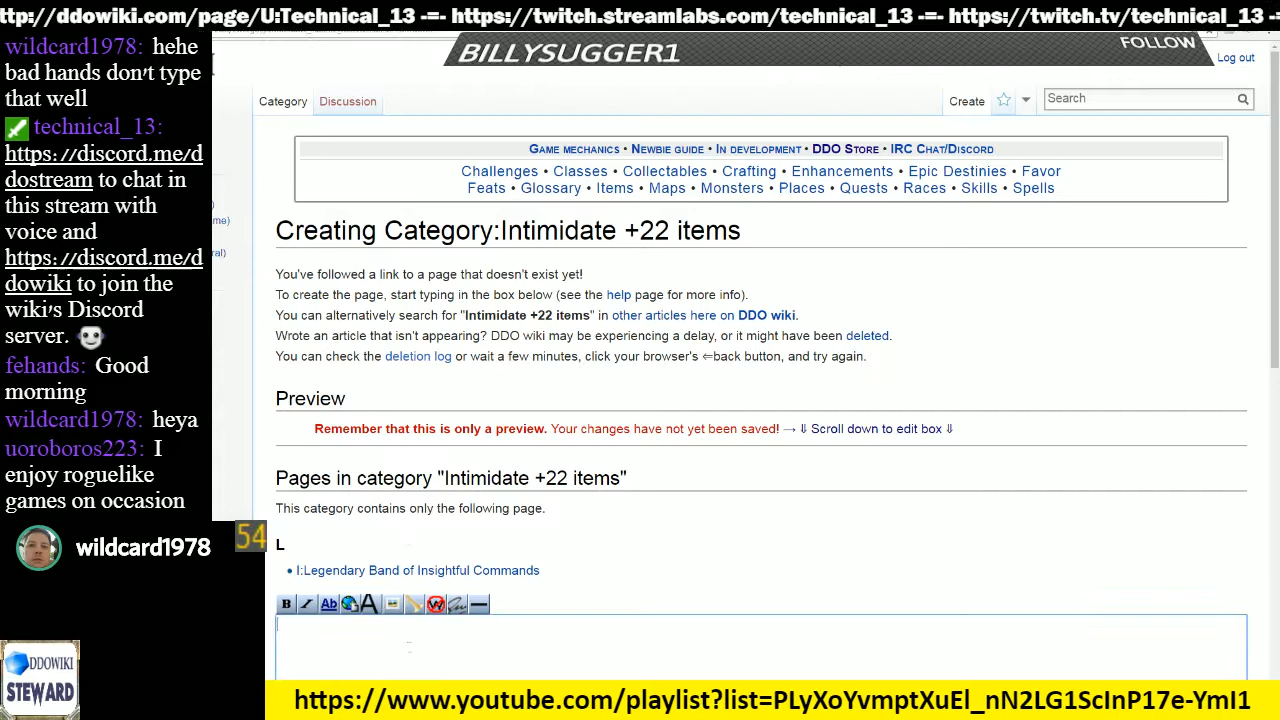 ttp://ddowiki.com/page/U:Technical_13 -=- https://twitch.streamlabs.com/technical_13 -=- https://twitch.tv/technical_13 -=
wildcard1978: hehe
bad hands don't type
that well
technical_13:
https://discord.me/d
dostream to chat in
this stream with
voice and
https://discord.me/d
dowiki to join the
wiki's Discord
server.
fehands: Good
morning
wildcard1978: heya
uoroboros223: I
enjoy roguelike
games on occasion
wildcard1978
54
DDOWIKI
STEWARD
BILLYSUGGER1
FOLLOW
Log out
Category
Discussion
Create
Search
GAME MECHANICS • NEWBIE GUIDE • IN DEVELOPMENT • DDO STORE • IRC CHAT/DISCORD
Challenges • Classes • Collectables • Crafting • Enhancements • Epic Destinies • Favor
Feats • Glossary • Items • Maps • Monsters • Places • Quests • Races • Skills • Spells
me)
ral)
Creating Category:Intimidate +22 items
You've followed a link to a page that doesn't exist yet!
To create the page, start typing in the box below (see the help page for more info).
You can alternatively search for "Intimidate +22 items" in other articles here on DDO wiki.
Wrote an article that isn't appearing? DDO wiki may be experiencing a delay, or it might have been deleted.
You can check the deletion log or wait a few minutes, click your browser's ⇐back button, and try again.
Preview
Remember that this is only a preview. Your changes have not yet been saved! → ⇓ Scroll down to edit box ⇓
Pages in category "Intimidate +22 items"
This category contains only the following page.
L
• I:Legendary Band of Insightful Commands
B I Ab A W
https://www.youtube.com/playlist?list=PLyXoYvmptXuEl_nN2LG1ScInP17e-YmI1